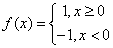 f(x) = { 1, x ≥ 0
-1, x < 0